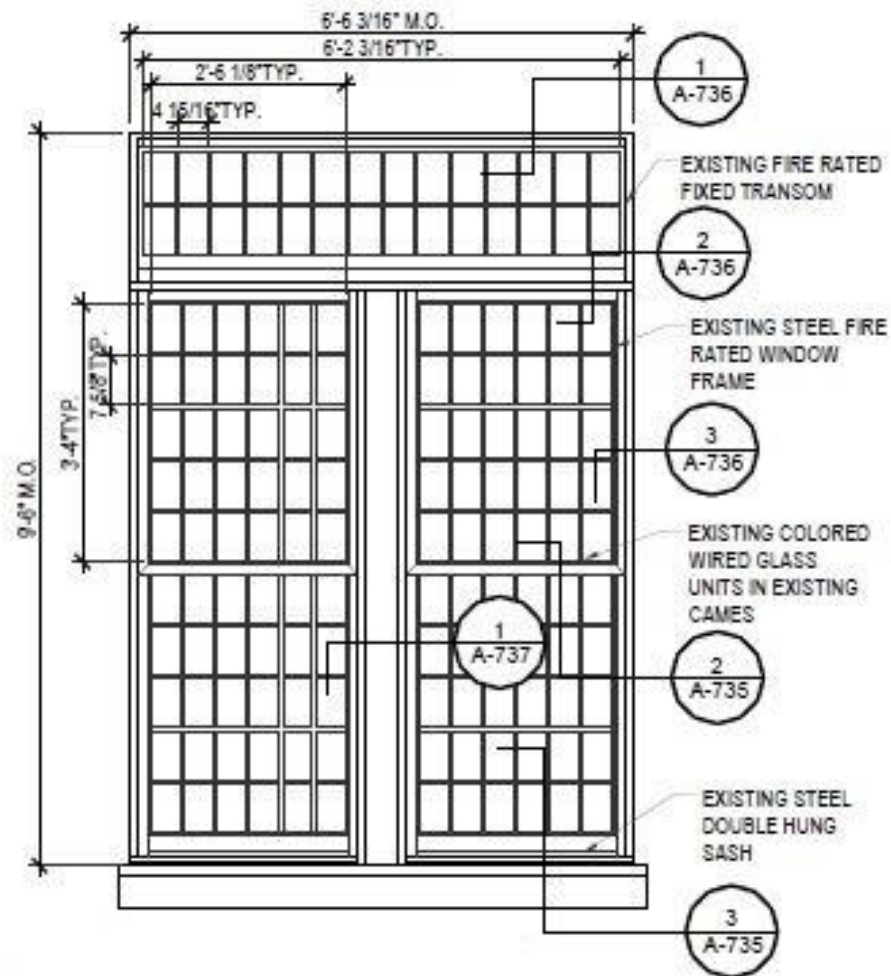 6'-6 3/16" M.O.
6'-2 3/16"TYP.
2'-6 1/8"TYP.
4 15/16"TYP.
1
A-736
EXISTING FIRE RATED
FIXED TRANSOM
2
A-736
EXISTING STEEL FIRE
RATED WINDOW
FRAME
7 5/8"TYP.
3'-4"TYP.
9'-6" M.O.
3
A-736
EXISTING COLORED
WIRED GLASS
UNITS IN EXISTING
CAMES
1
A-737
2
A-735
EXISTING STEEL
DOUBLE HUNG
SASH
3
A-735